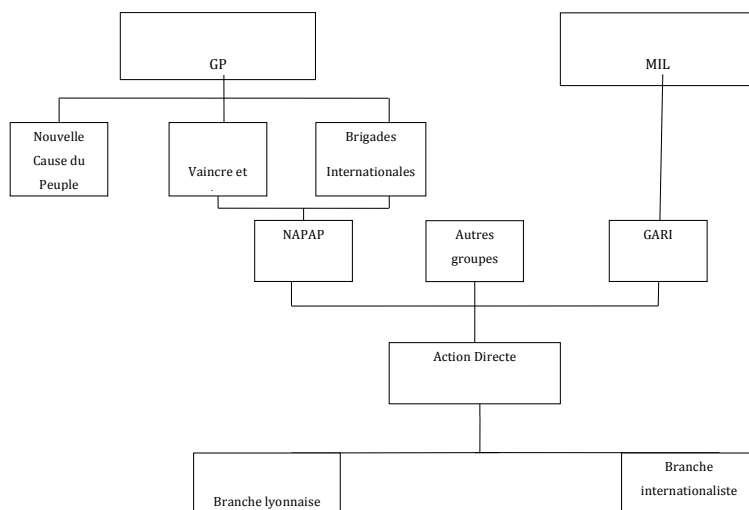 GP
MIL
Nouvelle
Cause du
Peuple
Vaincre et
Brigades
Internationales
NAPAP
Autres
groupes
GARI
Action Directe
Branche lyonnaise
Branche
internationaliste